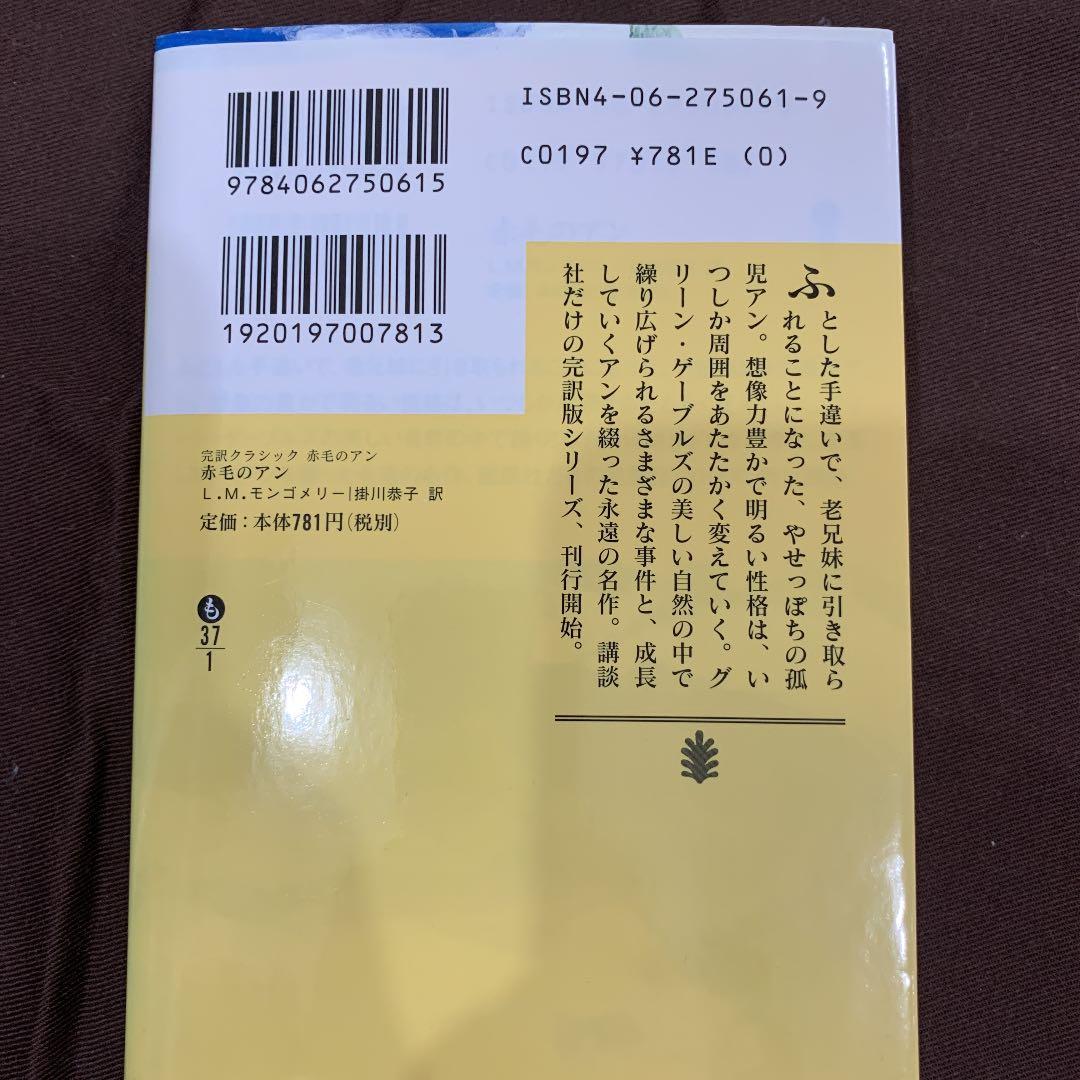 ISBN4-06-275061-9
C0197 ¥781E (0)
9784062750615
1920197007813
ふとした手違いで、老兄妹に引き取ら
れることになった、やせっぽちの孤
児アン。想像力豊かで明るい性格は、い
つしか周囲をあたたかく変えていく。グ
リーン・ゲーブルズの美しい自然の中で
繰り広げられるさまざまな事件と、成長
していくアンを綴った永遠の名作。講談
社だけの完訳版シリーズ、刊行開始。
完訳クラシック 赤毛のアン
赤毛のアン
L.M.モンゴメリー|掛川恭子 訳
定価:本体781円(税別)
も
37
1